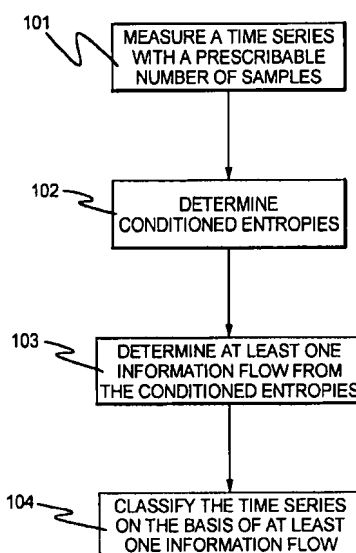 101
MEASURE A TIME SERIES
WITH A PRESCRIBABLE
NUMBER OF SAMPLES
102
DETERMINE
CONDITIONED ENTROPIES
103
DETERMINE AT LEAST ONE
INFORMATION FLOW FROM
THE CONDITIONED ENTROPIES
104
CLASSIFY THE TIME SERIES
ON THE BASIS OF AT LEAST
ONE INFORMATION FLOW